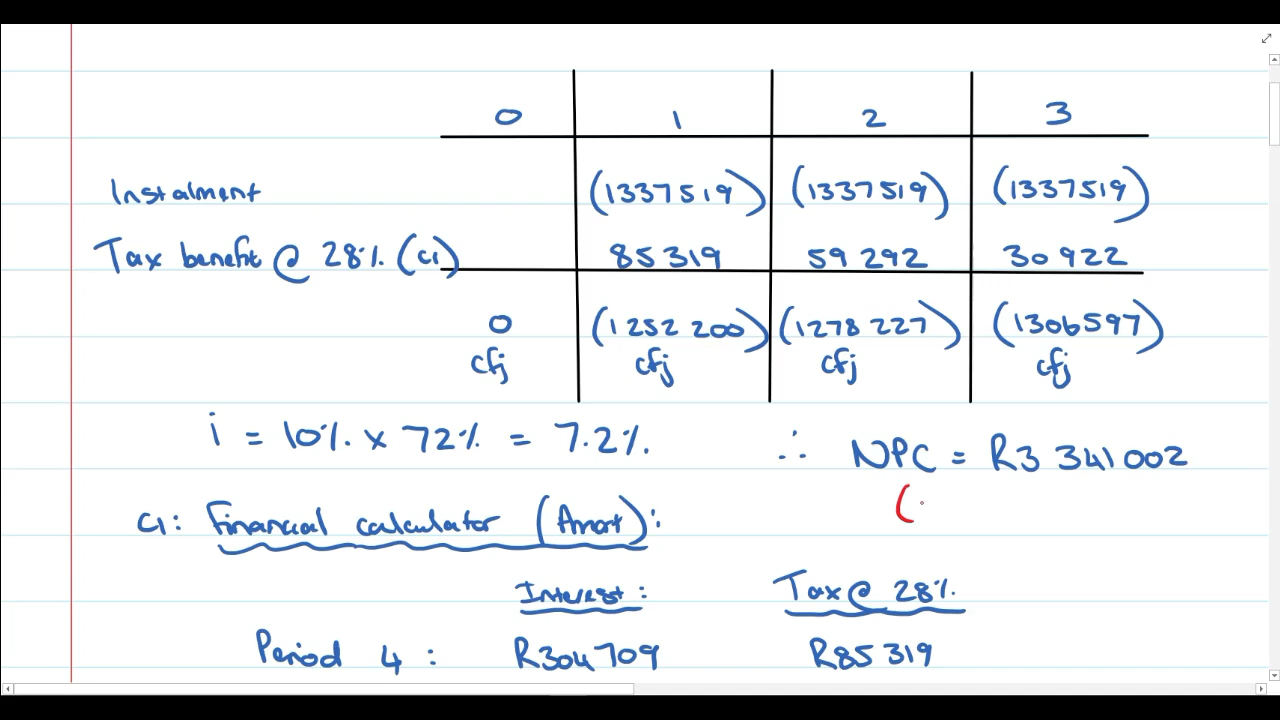 0 1 2 3
Instalment (1337519) (1337519) (1337519)
Tax benefit @ 28% (C1) 85319 59292 30922
0 (1252200) (1278227) (1306597)
cfj cfj cfj cfj
i = 10% x 72% = 7.2% ∴ NPC = R3 341002
(
C1: Financial calculator (Amort):
Interest: Tax @ 28%
Period 4: R304709 R85319